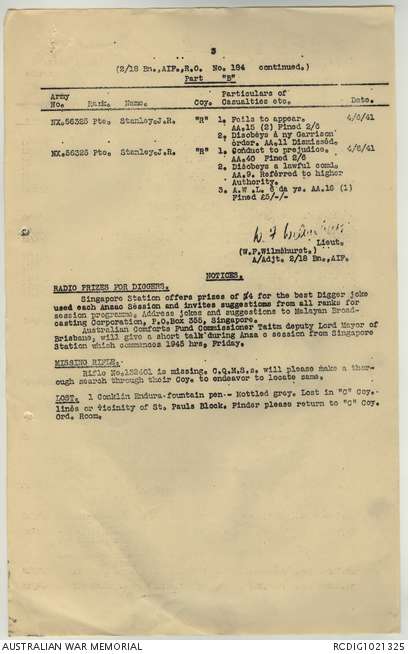 3
(2/18 Bn.,AIF.,R.O. No. 184 continued.)
Part "B"
Army No. Rank. Name. Coy. Particulars of Casualties etc. Date.
NX.56325 Pte. Stanley.J.R. "R" 1. Fails to appear. 4/6/41
AA.15 (2) Fined 2/6
2. Disobeys a ny Garrison
order. AA.11 Dismissed.
NX.56325 Pte. Stanley.J.R. "R" 1. Conduct to prejudice. 4/6/41
AA.40 Fined 2/6
2. Disobeys a lawful comd.
AA.9. Referred to higher
Authority.
3. A.W .L. 6 da ys. AA.15 (1)
Fined £5/-/-
Lieut.
(W.F.Wilmshurst.)
A/Adjt. 2/18 Bn.,AIF.
NOTICES.
RADIO PRIZES FOR DIGGERS.
Singapore Station offers prizes of $4 for the best Digger joke
used each Anzac Session and invites suggestions from all ranks for
session programme. Address jokes and suggestions to Malayan Broad-
casting Corporation, P.O.Box 355, Singapore.
Australian Comforts Fund Commissioner Taitm deputy Lord Mayor of
Brisbane, will give a short talk during Anza c session from Singapore
Station which commences 1945 hrs, Friday.
MISSING RIFLE.
Rifle No.132401 is missing. C.Q.M.S.s. will please make a thor-
ough search through their Coy. to endeavor to locate same.
LOST. 1 Conklin Endura fountain pen - Mottled grey. Lost in "C" Coy.
lines or vicinity of St. Pauls Block. Finder please return to "C" Coy.
Ord. Room.
AUSTRALIAN WAR MEMORIAL
RCDIG1021325